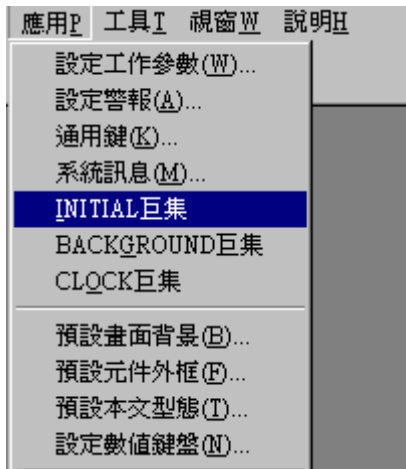 應用P 工具T 視窗W 說明H
設定工作參數(W)...
設定警報(A)...
通用鍵(K)...
系統訊息(M)...
INITIAL巨集
BACKGROUND巨集
CLOCK巨集
預設畫面背景(B)...
預設元件外框(F)...
預設本文型態(T)...
設定數值鍵盤(N)...